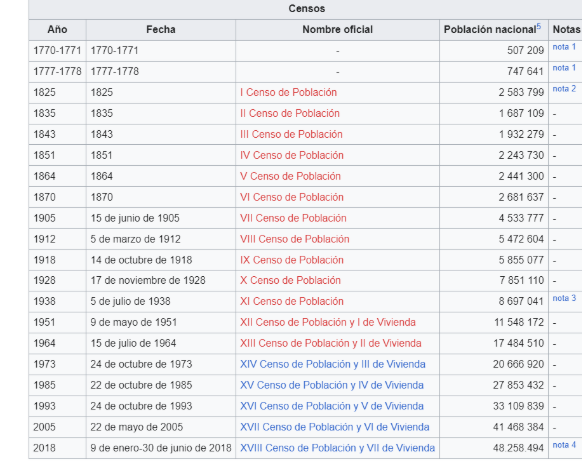 Censos
Año Fecha Nombre oficial Población nacional5 Notas
1770-1771 1770-1771 - 507 209 nota 1
1777-1778 1777-1778 - 747 641 nota 1
1825 1825 I Censo de Población 2 583 799 nota 2
1835 1835 II Censo de Población 1 687 109 -
1843 1843 III Censo de Población 1 932 279 -
1851 1851 IV Censo de Población 2 243 730 -
1864 1864 V Censo de Población 2 441 300 -
1870 1870 VI Censo de Población 2 681 637 -
1905 15 de junio de 1905 VII Censo de Población 4 533 777 -
1912 5 de marzo de 1912 VIII Censo de Población 5 472 604 -
1918 14 de octubre de 1918 IX Censo de Población 5 855 077 -
1928 17 de noviembre de 1928 X Censo de Población 7 851 110 -
1938 5 de julio de 1938 XI Censo de Población 8 697 041 nota 3
1951 9 de mayo de 1951 XII Censo de Población y I de Vivienda 11 548 172 -
1964 15 de julio de 1964 XIII Censo de Población y II de Vivienda 17 484 510 -
1973 24 de octubre de 1973 XIV Censo de Población y III de Vivienda 20 666 920 -
1985 22 de octubre de 1985 XV Censo de Población y IV de Vivienda 27 853 432 -
1993 24 de octubre de 1993 XVI Censo de Población y V de Vivienda 33 109 839 -
2005 22 de mayo de 2005 XVII Censo de Población y VI de Vivienda 41 468 384 -
2018 9 de enero-30 de junio de 2018 XVIII Censo de Población y VII de Vivienda 48.258.494 nota 4